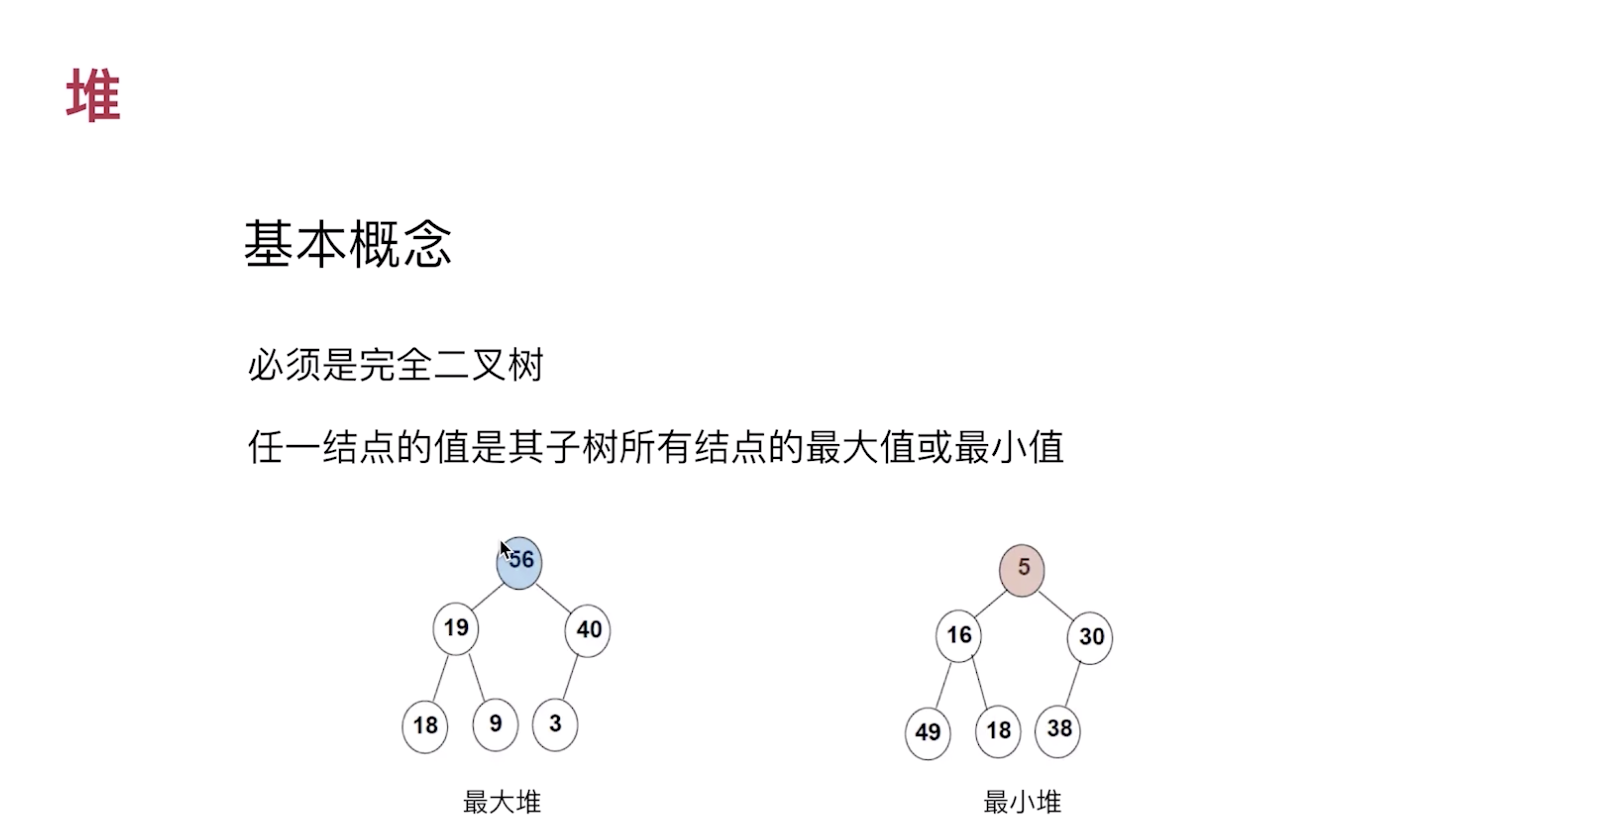 堆
基本概念
必须是完全二叉树
任一结点的值是其子树所有结点的最大值或最小值
56
19 40
18 9 3
最大堆
5
16 30
49 18 38
最小堆